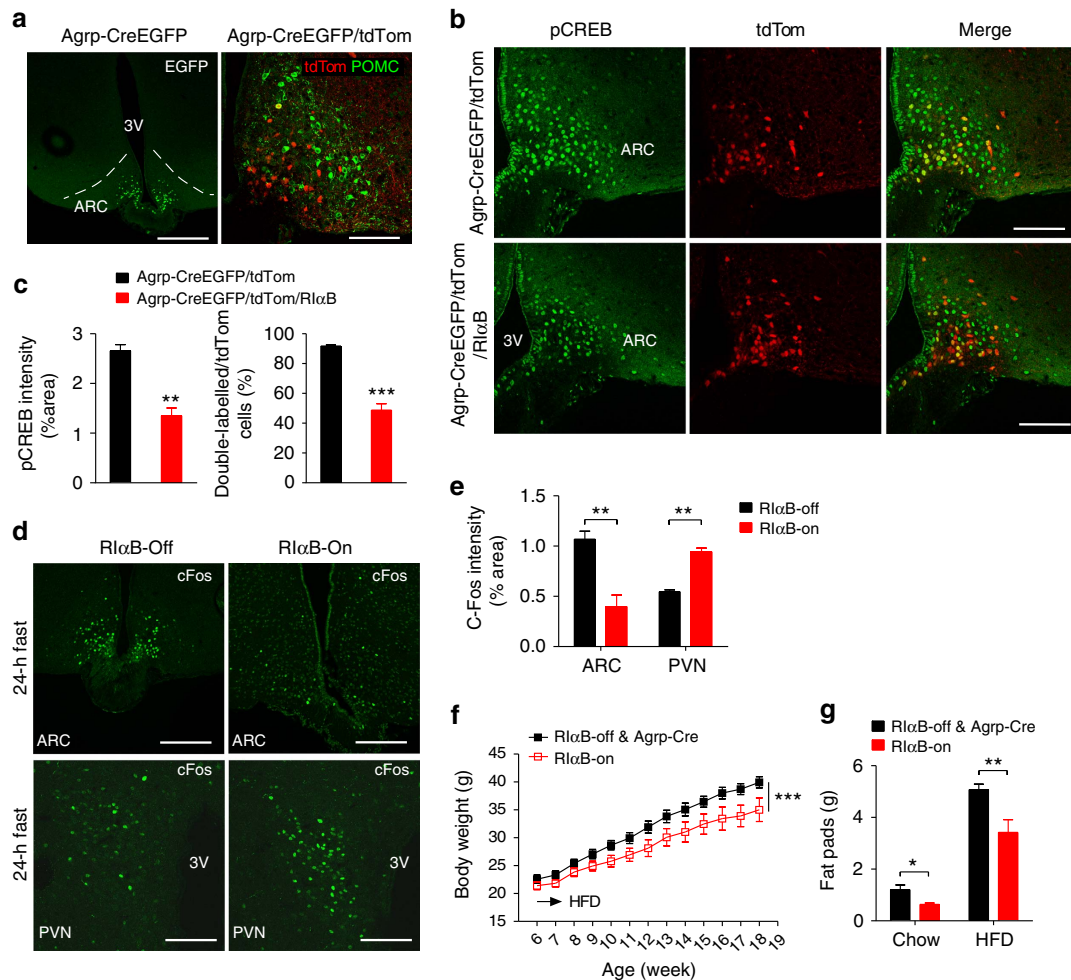 a
Agrp-CreEGFP
Agrp-CreEGFP/tdTom
EGFP
3V
ARC
tdTom POMC
b
pCREB
tdTom
Merge
Agrp-CreEGFP/tdTom
ARC
Agrp-CreEGFP/tdTom
/RIαB
3V
ARC
c
Agrp-CreEGFP/tdTom
Agrp-CreEGFP/tdTom/RIαB
pCREB intensity
(%area)
3
2
1
0
**
Double-labelled/tdTom
cells (%)
100
80
60
40
20
0
***
d
RIαB-Off
RIαB-On
24-h fast
cFos
ARC
cFos
ARC
24-h fast
cFos
3V
PVN
cFos
3V
PVN
e
C-Fos intensity
(% area)
1.5
1.0
0.5
0.0
**
**
RIαB-off
RIαB-on
ARC
PVN
f
RIαB-off & Agrp-Cre
RIαB-on
Body weight (g)
45
40
35
30
25
20
15
***
HFD
6 7 8 9 10 11 12 13 14 15 16 17 18 19
Age (week)
g
RIαB-off & Agrp-Cre
RIαB-on
Fat pads (g)
6
4
2
0
*
**
Chow
HFD